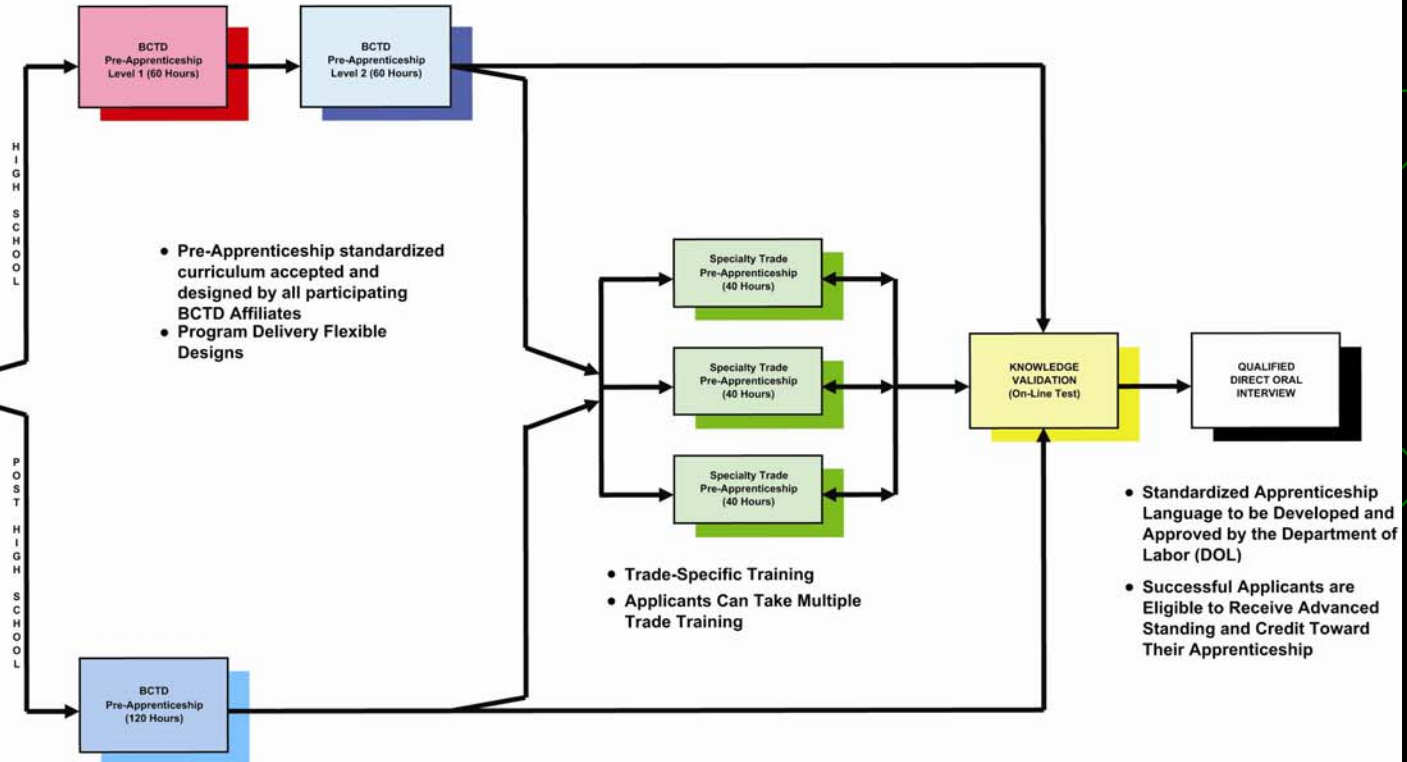 BCTD
Pre-Apprenticeship
Level 1 (60 Hours)
BCTD
Pre-Apprenticeship
Level 2 (60 Hours)
HIGH SCHOOL
• Pre-Apprenticeship standardized
curriculum accepted and
designed by all participating
BCTD Affiliates
• Program Delivery Flexible
Designs
Specialty Trade
Pre-Apprenticeship
(40 Hours)
Specialty Trade
Pre-Apprenticeship
(40 Hours)
Specialty Trade
Pre-Apprenticeship
(40 Hours)
• Trade-Specific Training
• Applicants Can Take Multiple
Trade Training
KNOWLEDGE
VALIDATION
(On-Line Test)
QUALIFIED
DIRECT ORAL
INTERVIEW
• Standardized Apprenticeship
Language to be Developed and
Approved by the Department of
Labor (DOL)
• Successful Applicants are
Eligible to Receive Advanced
Standing and Credit Toward
Their Apprenticeship
POST HIGH SCHOOL
BCTD
Pre-Apprenticeship
(120 Hours)